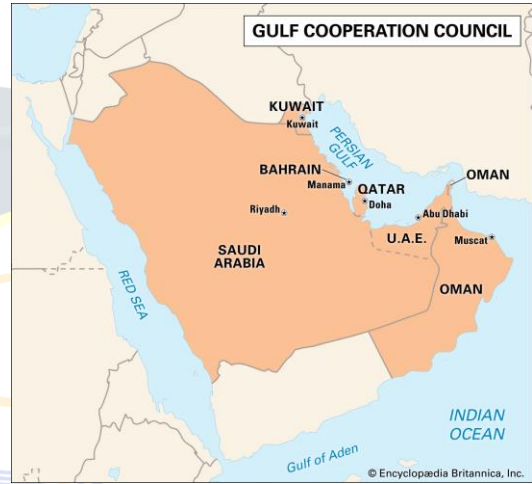 GULF COOPERATION COUNCIL
KUWAIT
Kuwait
PERSIAN
GULF
BAHRAIN
Manama
QATAR
Doha
OMAN
Abu Dhabi
Riyadh
U.A.E.
Muscat
SAUDI
ARABIA
OMAN
RED SEA
INDIAN
OCEAN
Gulf of Aden
© Encyclopædia Britannica, Inc.